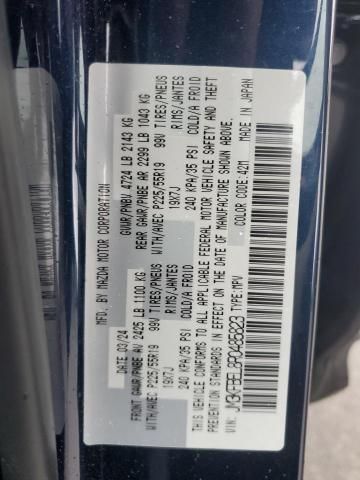 MFD. BY MAZDA MOTOR CORPORATION
DATE: 03/24 GVWR/PNBV 4724 LB 2143 KG
FRONT GAWR/PNBE AV 2425 LB 1100 KG REAR GAWR/PNBE AR 2299 LB 1043 KG
WITH/AVEC P225/55R19 99V TIRES/PNEUS WITH/AVEC P225/55R19 99V TIRES/PNEUS
19X7J RIMS/JANTES 19X7J RIMS/JANTES
240 KPA/35 PSI COLD/A FROID 240 KPA/35 PSI COLD/A FROID
THIS VEHICLE CONFORMS TO ALL APPLICABLE FEDERAL MOTOR VEHICLE SAFETY AND THEFT
PREVENTION STANDARDS IN EFFECT ON THE DATE OF MANUFACTURE SHOWN ABOVE.
VIN: JM3KFBEL8R0485623 TYPE: MPV COLOR CODE: 42M MADE IN JAPAN